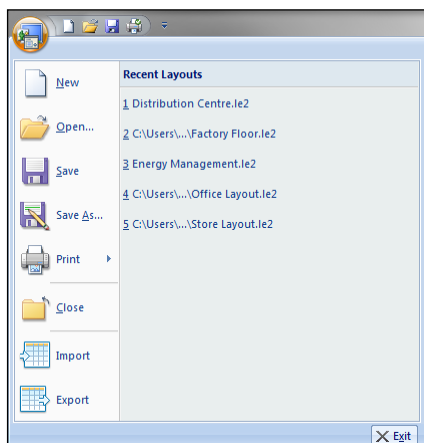 New
Open...
Save
Save As...
Print
Close
Import
Export
Recent Layouts
1 Distribution Centre.le2
2 C:\Users\...\Factory Floor.le2
3 Energy Management.le2
4 C:\Users\...\Office Layout.le2
5 C:\Users\...\Store Layout.le2
Exit